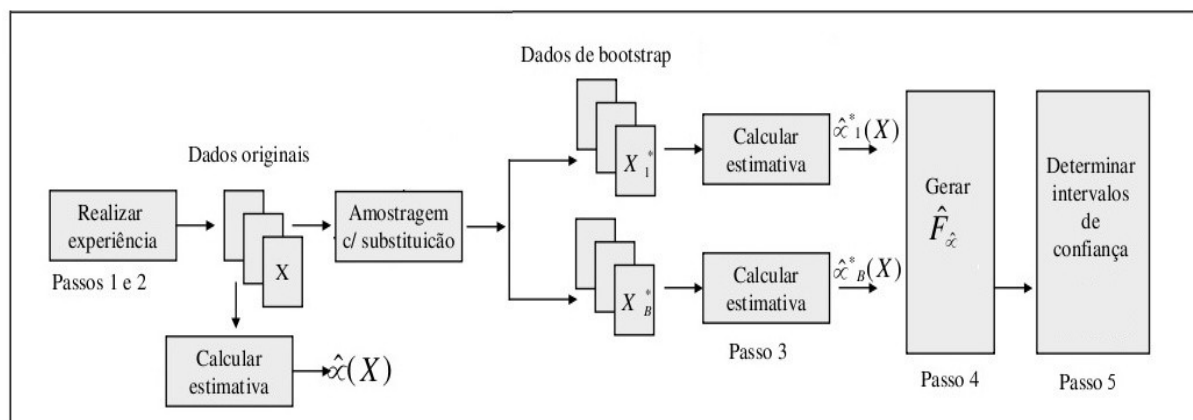 Realizar
experiência
Passos 1 e 2
Dados originais
X
Calcular
estimativa
α̂(X)
Amostragem
c/ substituicão
Dados de bootstrap
X*1
Calcular
estimativa
α̂*1(X)
X*B
Calcular
estimativa
α̂*B(X)
Passo 3
Gerar
F̂α̂
Passo 4
Determinar
intervalos
de
confiança
Passo 5